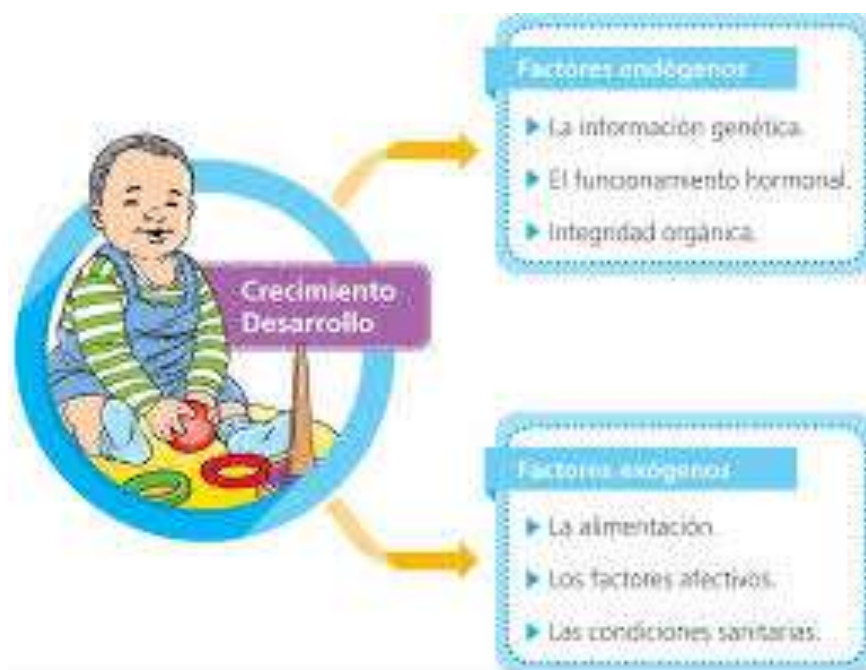 Factores endógenos
La información genética.
El funcionamiento hormonal.
Integridad orgánica.
Crecimiento
Desarrollo
Factores exógenos
La alimentación.
Los factores afectivos.
Las condiciones sanitarias.